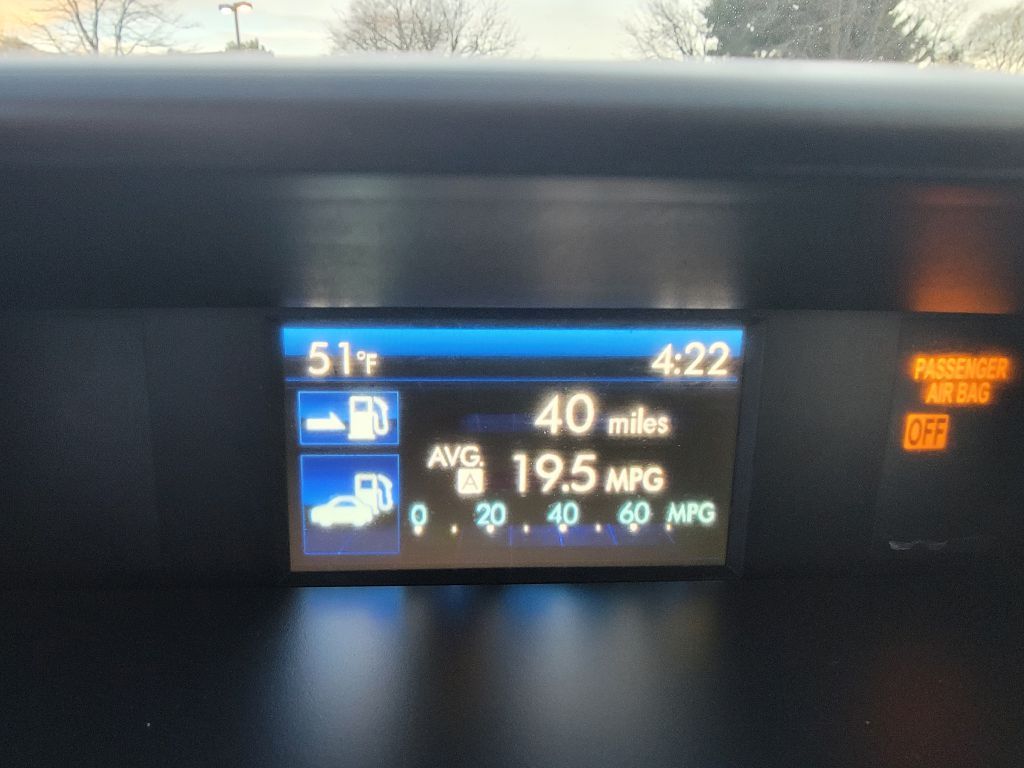 51°F 4:22
40 miles
AVG. A 19.5 MPG
0 20 40 60 MPG
PASSENGER
AIR BAG
OFF